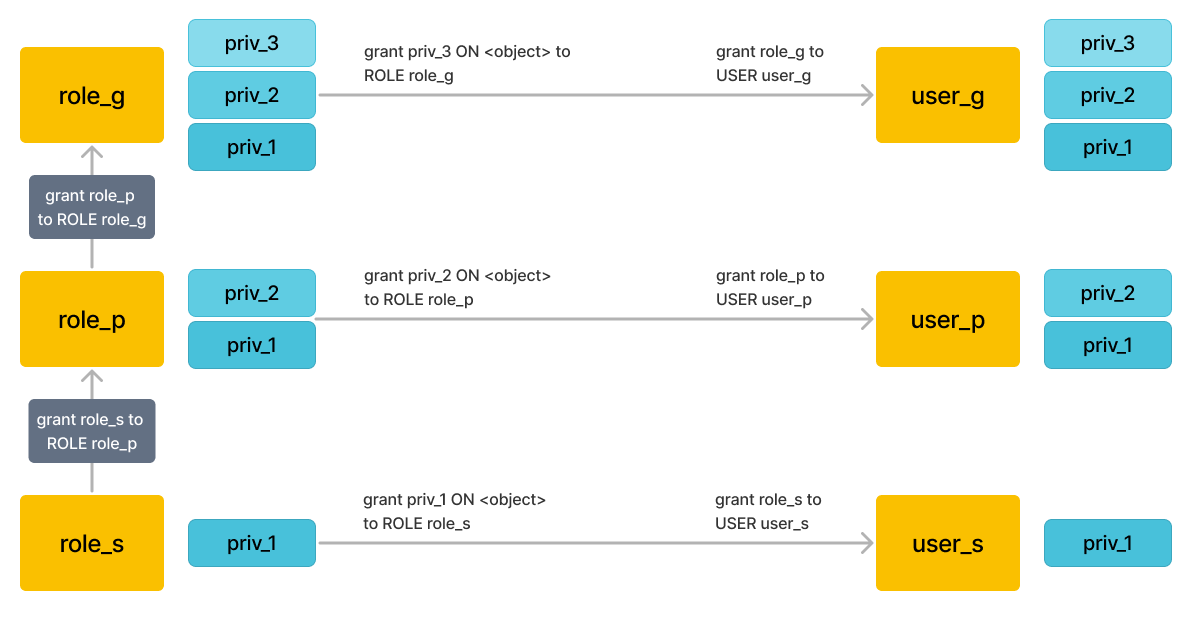 priv_3
priv_2
priv_1
role_g
grant priv_3 ON <object> to
ROLE role_g
grant role_g to
USER user_g
user_g
priv_3
priv_2
priv_1
grant role_p
to ROLE role_g
role_p
priv_2
priv_1
grant priv_2 ON <object>
to ROLE role_p
grant role_p to
USER user_p
user_p
priv_2
priv_1
grant role_s to
ROLE role_p
role_s
priv_1
grant priv_1 ON <object>
to ROLE role_s
grant role_s to
USER user_s
user_s
priv_1